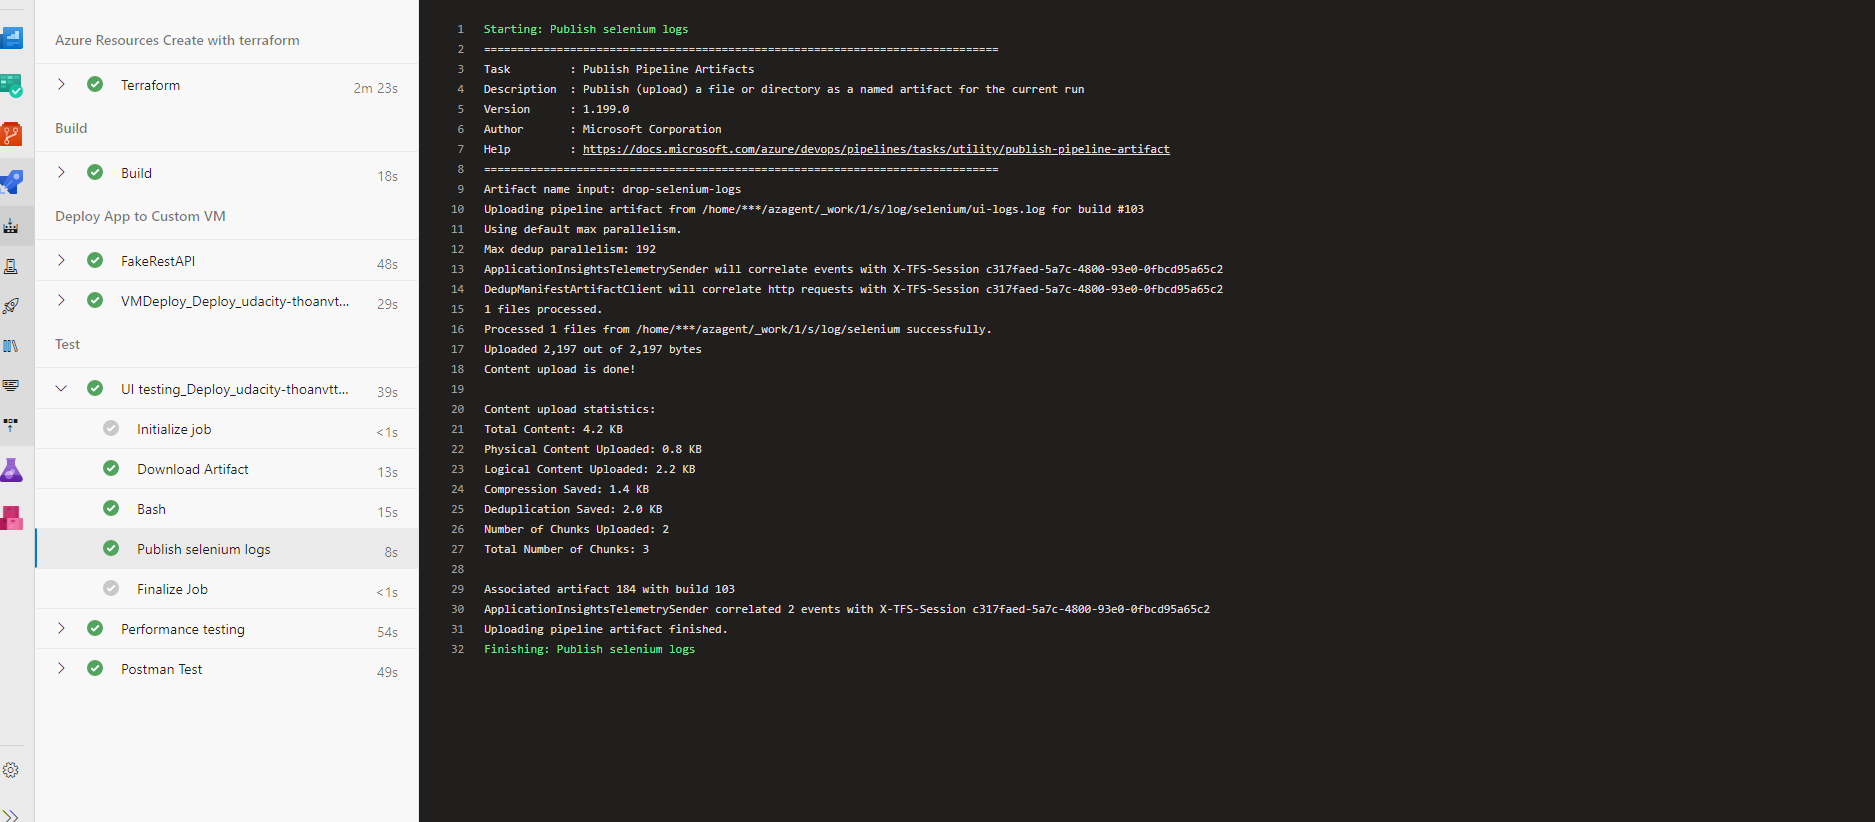 Azure Resources Create with terraform
Terraform 2m 23s
Build
Build 18s
Deploy App to Custom VM
FakeRestAPI 48s
VMDeploy_Deploy_udacity-thoanvt... 29s
Test
UI testing_Deploy_udacity-thoanvtt... 39s
Initialize job <1s
Download Artifact 13s
Bash 15s
Publish selenium logs 8s
Finalize Job <1s
Performance testing 54s
Postman Test 49s
1 Starting: Publish selenium logs
2 ==============================================================================
3 Task : Publish Pipeline Artifacts
4 Description : Publish (upload) a file or directory as a named artifact for the current run
5 Version : 1.199.0
6 Author : Microsoft Corporation
7 Help : https://docs.microsoft.com/azure/devops/pipelines/tasks/utility/publish-pipeline-artifact
8 ==============================================================================
9 Artifact name input: drop-selenium-logs
10 Uploading pipeline artifact from /home/***/azagent/_work/1/s/log/selenium/ui-logs.log for build #103
11 Using default max parallelism.
12 Max dedup parallelism: 192
13 ApplicationInsightsTelemetrySender will correlate events with X-TFS-Session c317faed-5a7c-4800-93e0-0fbcd95a65c2
14 DedupManifestArtifactClient will correlate http requests with X-TFS-Session c317faed-5a7c-4800-93e0-0fbcd95a65c2
15 1 files processed.
16 Processed 1 files from /home/***/azagent/_work/1/s/log/selenium successfully.
17 Uploaded 2,197 out of 2,197 bytes
18 Content upload is done!
19
20 Content upload statistics:
21 Total Content: 4.2 KB
22 Physical Content Uploaded: 0.8 KB
23 Logical Content Uploaded: 2.2 KB
24 Compression Saved: 1.4 KB
25 Deduplication Saved: 2.0 KB
26 Number of Chunks Uploaded: 2
27 Total Number of Chunks: 3
28
29 Associated artifact 184 with build 103
30 ApplicationInsightsTelemetrySender correlated 2 events with X-TFS-Session c317faed-5a7c-4800-93e0-0fbcd95a65c2
31 Uploading pipeline artifact finished.
32 Finishing: Publish selenium logs